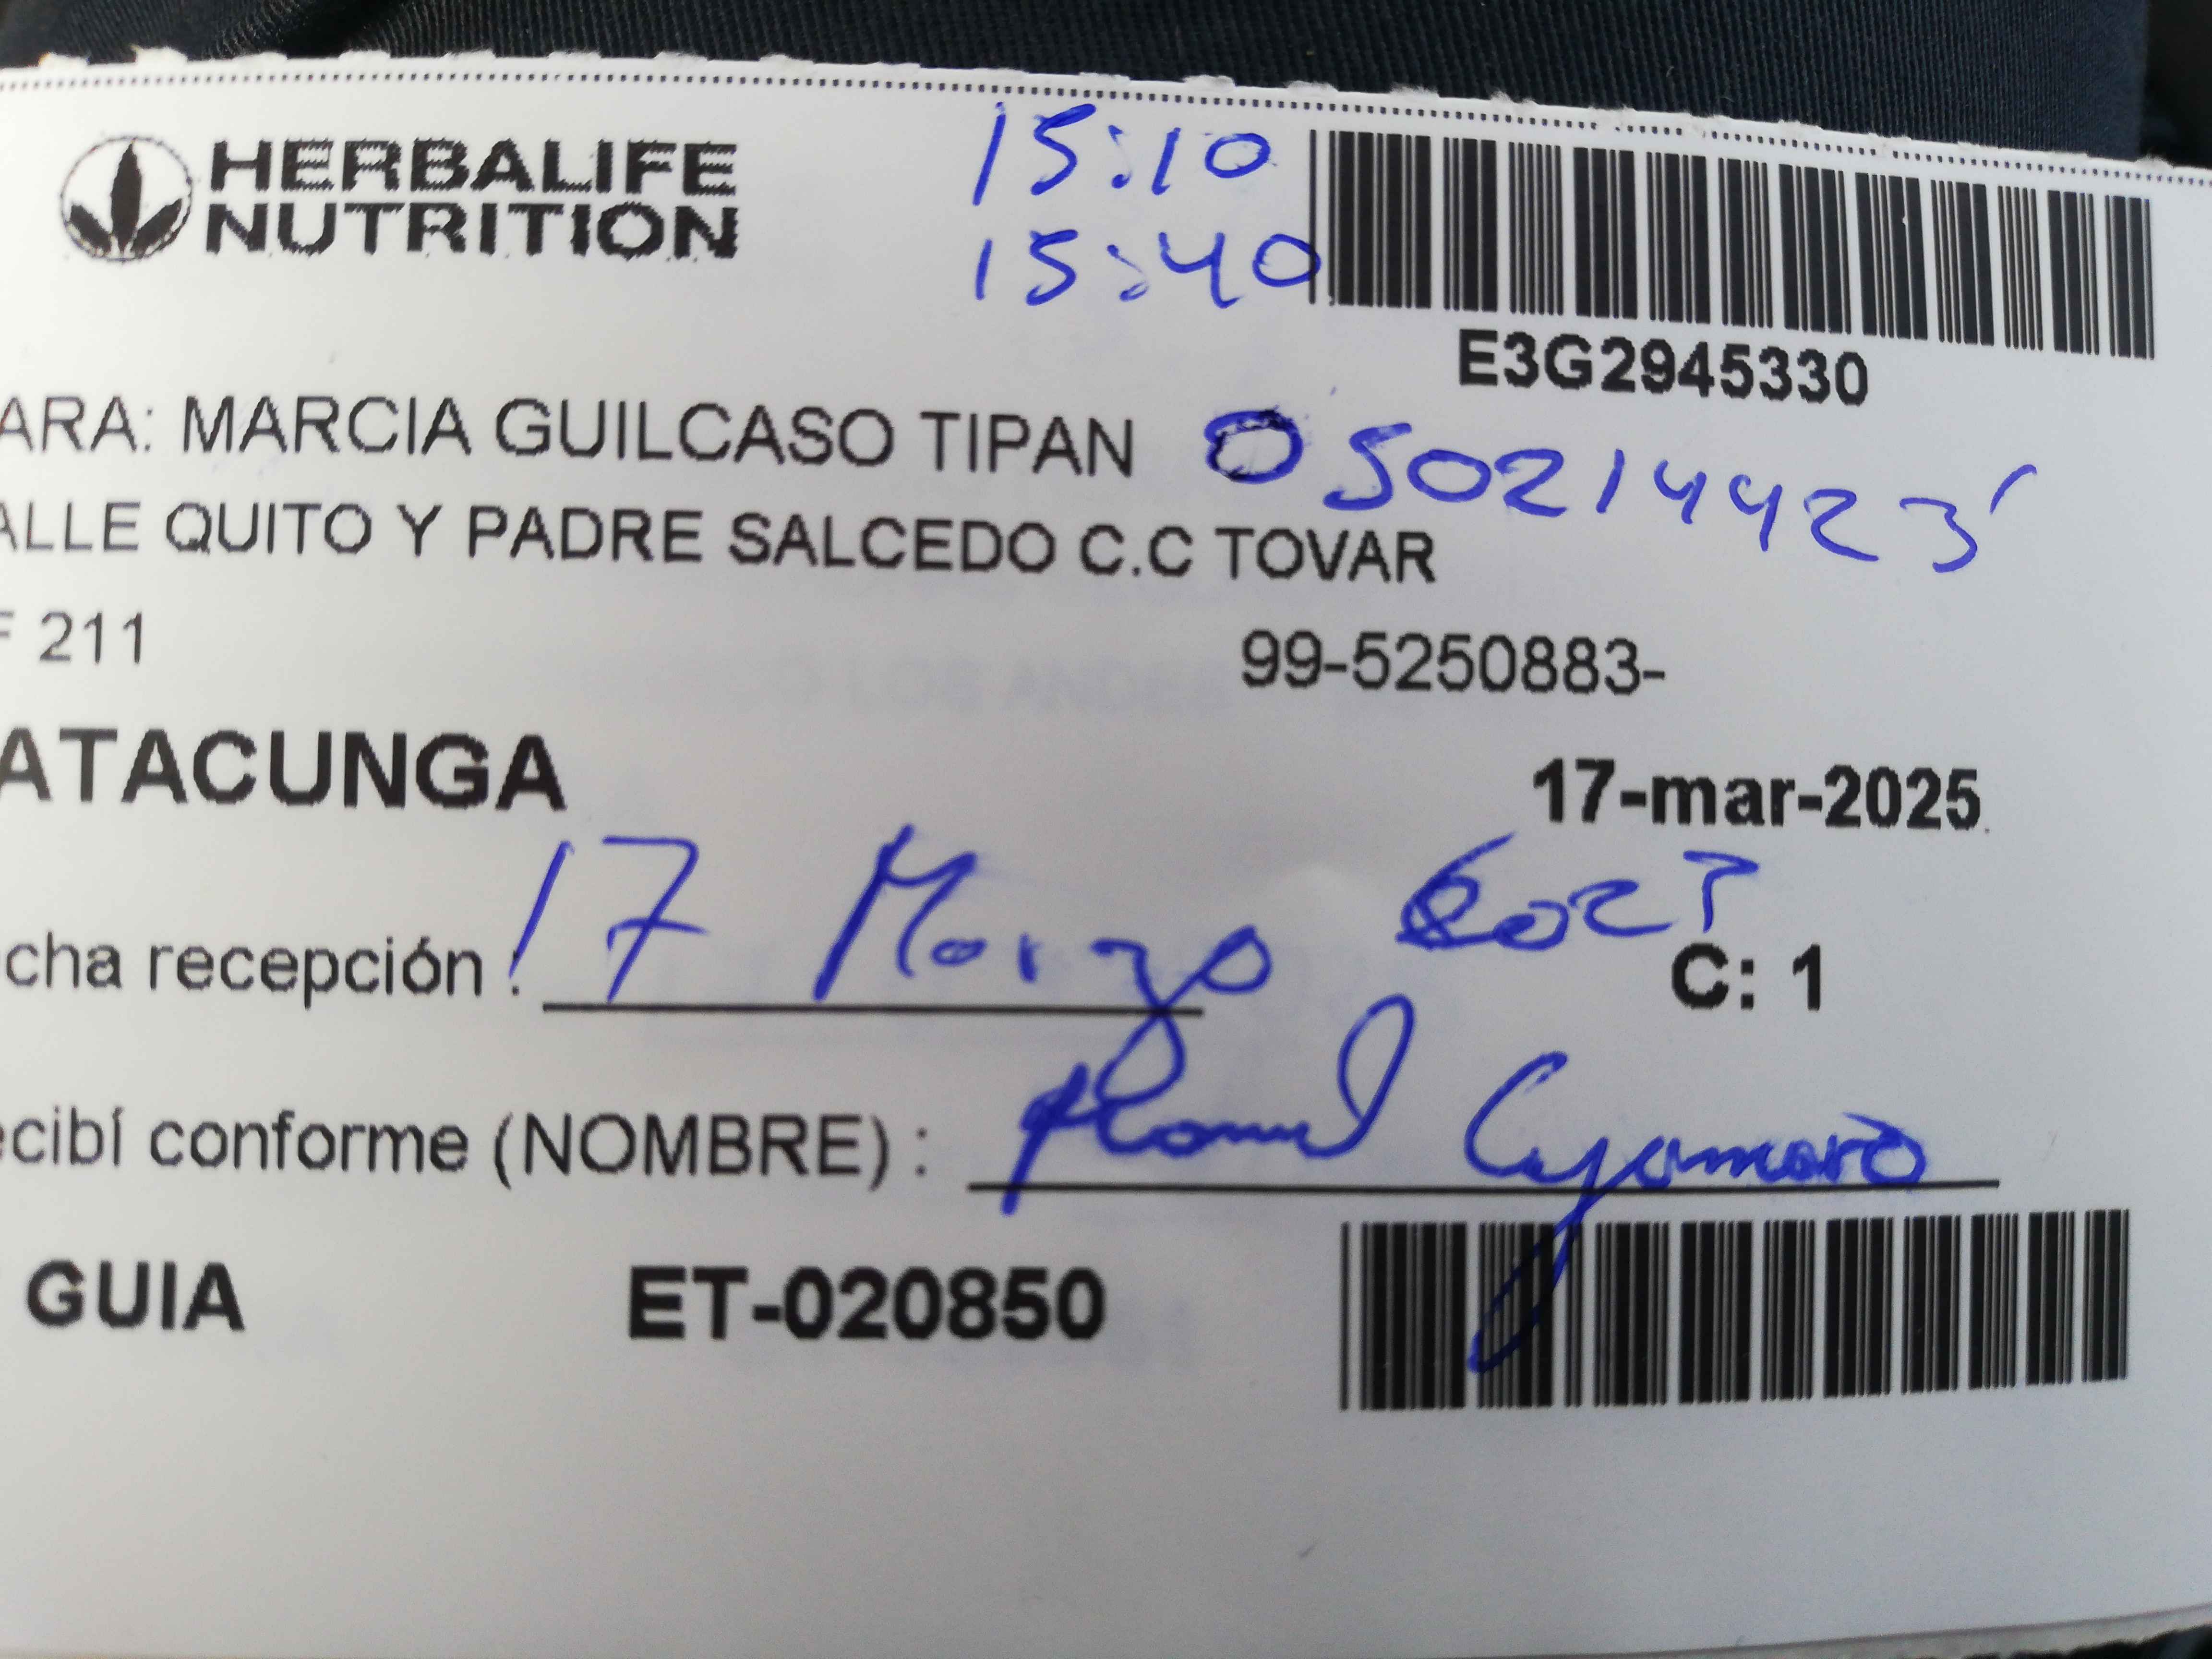 HERBALIFE
NUTRITION
15:10
15:40
E3G2945330
ARA: MARCIA GUILCASO TIPAN
ALLE QUITO Y PADRE SALCEDO C.C TOVAR
F 211
99-5250883-
ATACUNGA
17-mar-2025
cha recepción : 17 Marzo 2025
C: 1
ecibí conforme (NOMBRE) :
GUIA ET-020850